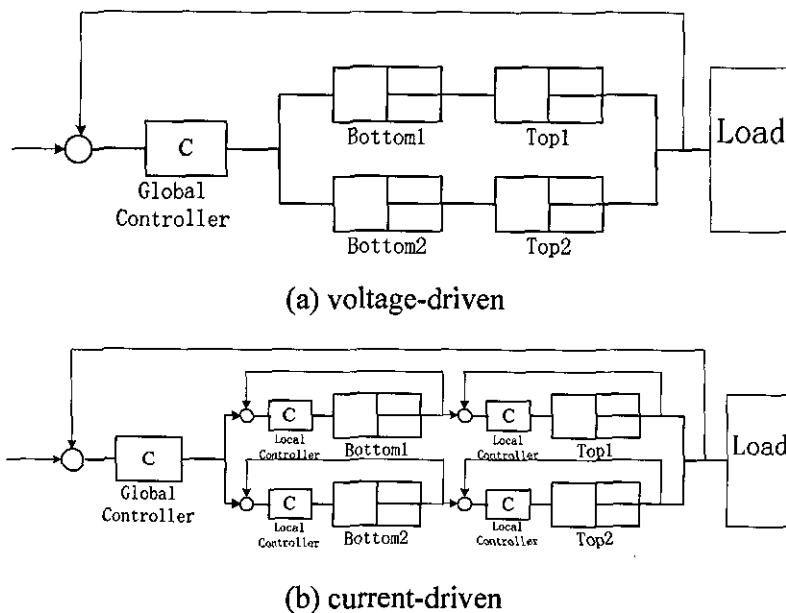 C
Global
Controller
Bottom1
Top1
Bottom2
Top2
Load
(a) voltage-driven
C
Global
Controller
C
Local
Controller
Bottom1
C
Local
Controller
Top1
C
Local
Controller
Bottom2
C
Local
Controller
Top2
Load
(b) current-driven